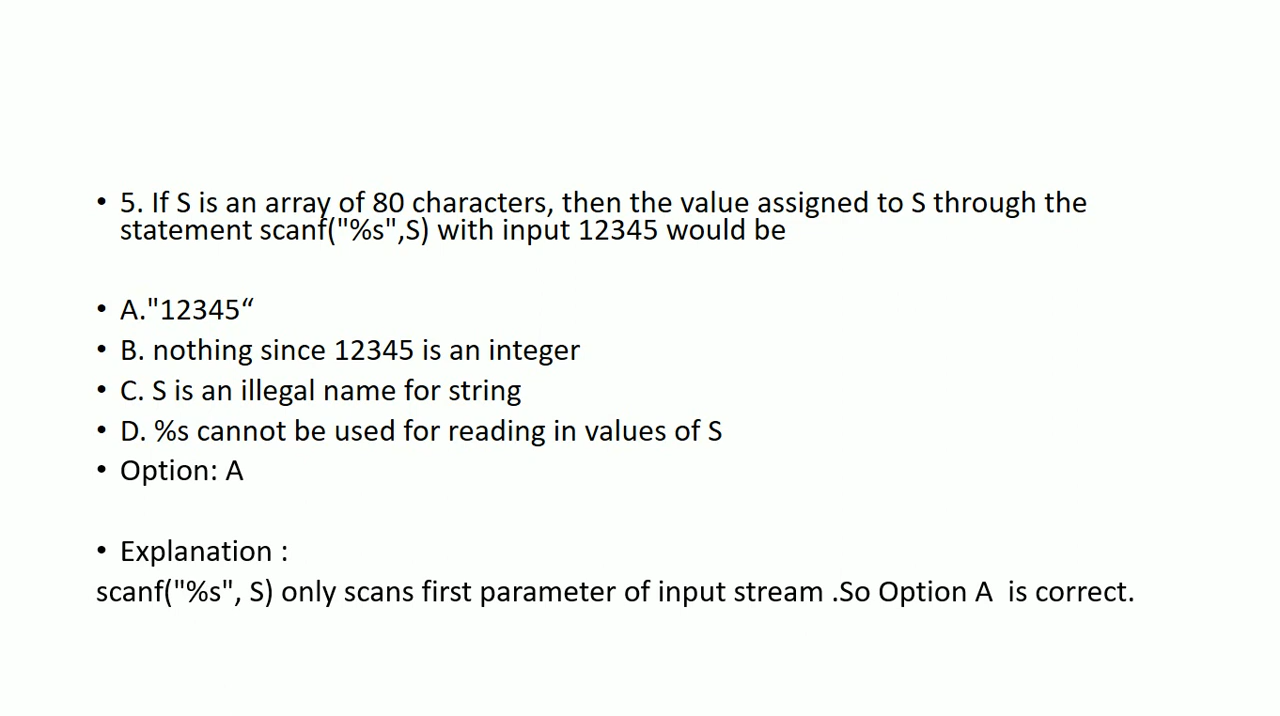 • 5. If S is an array of 80 characters, then the value assigned to S through the
statement scanf("%s",S) with input 12345 would be
• A."12345“
• B. nothing since 12345 is an integer
• C. S is an illegal name for string
• D. %s cannot be used for reading in values of S
• Option: A
• Explanation :
scanf("%s", S) only scans first parameter of input stream .So Option A  is correct.